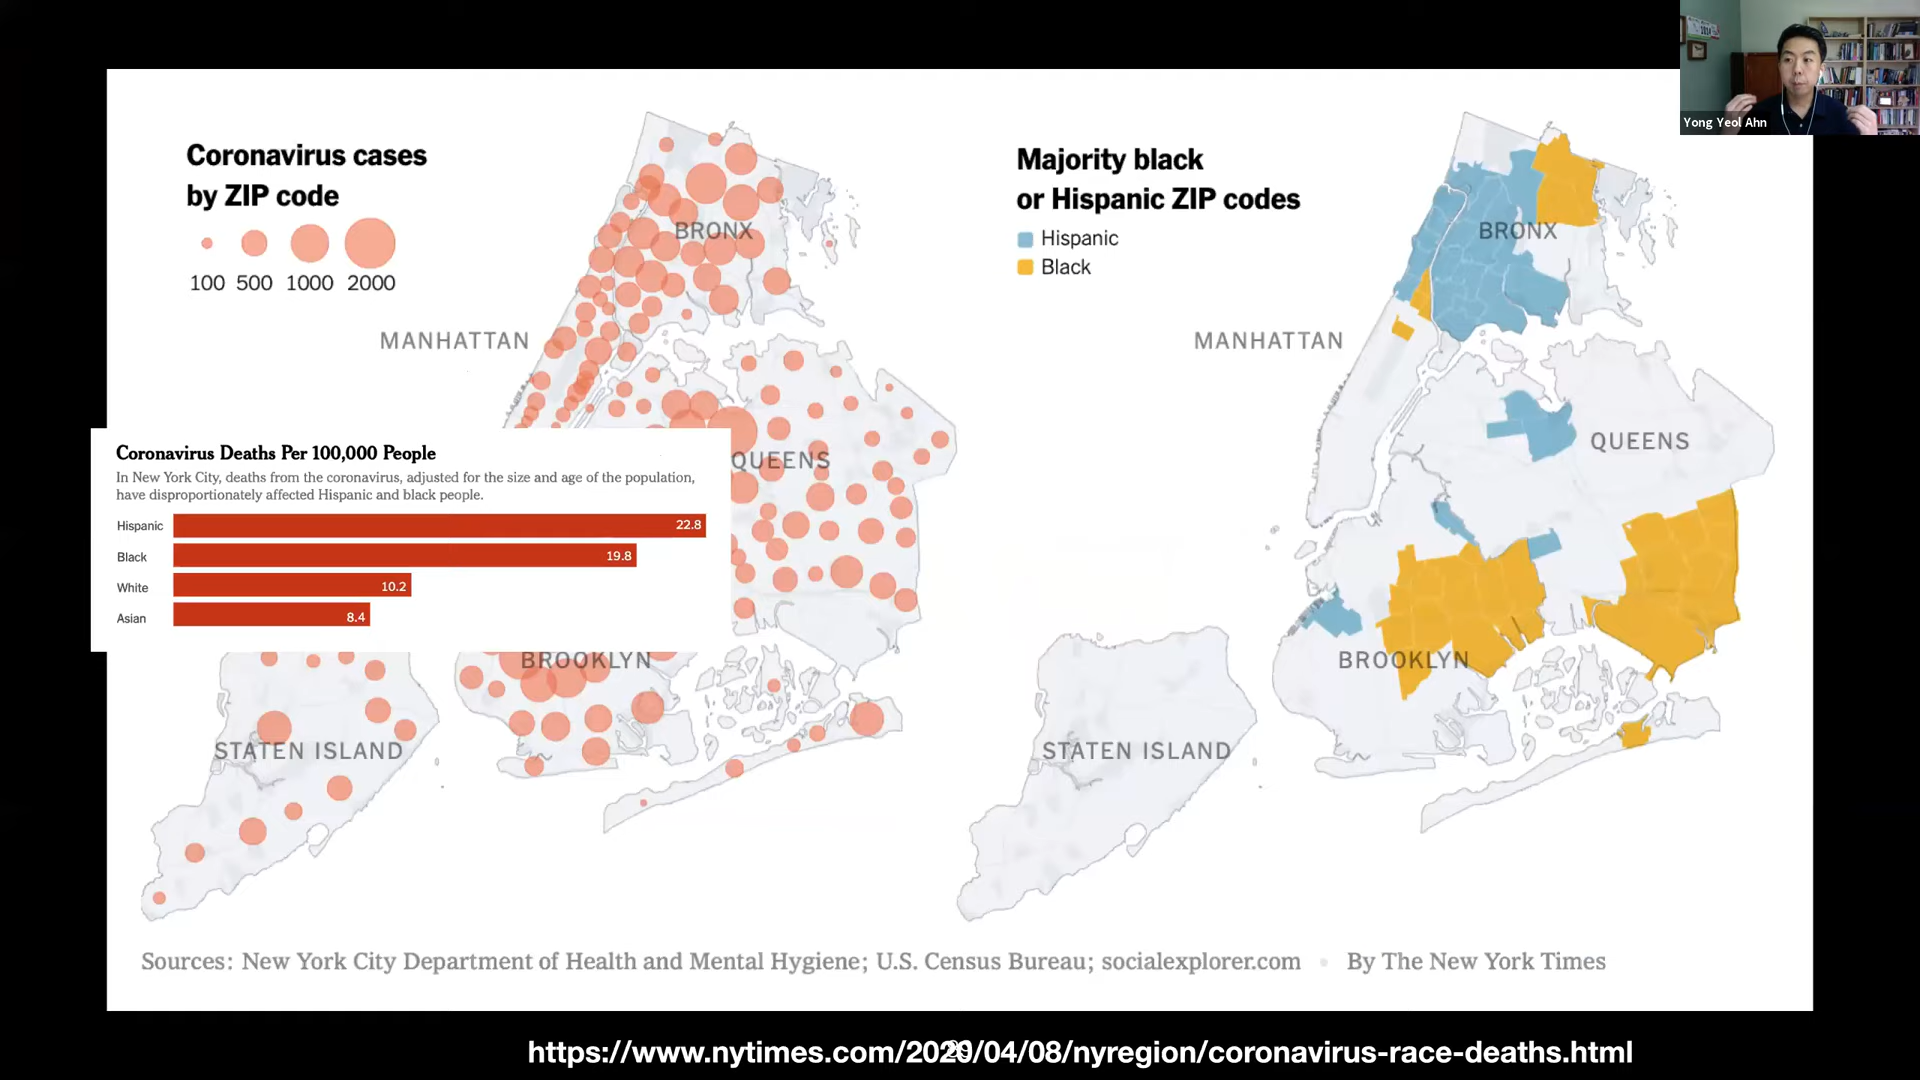 Yong Yeol Ahn
Coronavirus cases
by ZIP code
100 500 1000 2000
BRONX
MANHATTAN
QUEENS
BROOKLYN
STATEN ISLAND
Coronavirus Deaths Per 100,000 People
In New York City, deaths from the coronavirus, adjusted for the size and age of the population,
have disproportionately affected Hispanic and black people.
Hispanic 22.8
Black 19.8
White 10.2
Asian 8.4
Majority black
or Hispanic ZIP codes
Hispanic
Black
BRONX
MANHATTAN
QUEENS
BROOKLYN
STATEN ISLAND
Sources: New York City Department of Health and Mental Hygiene; U.S. Census Bureau; socialexplorer.com • By The New York Times
https://www.nytimes.com/2020/04/08/nyregion/coronavirus-race-deaths.html